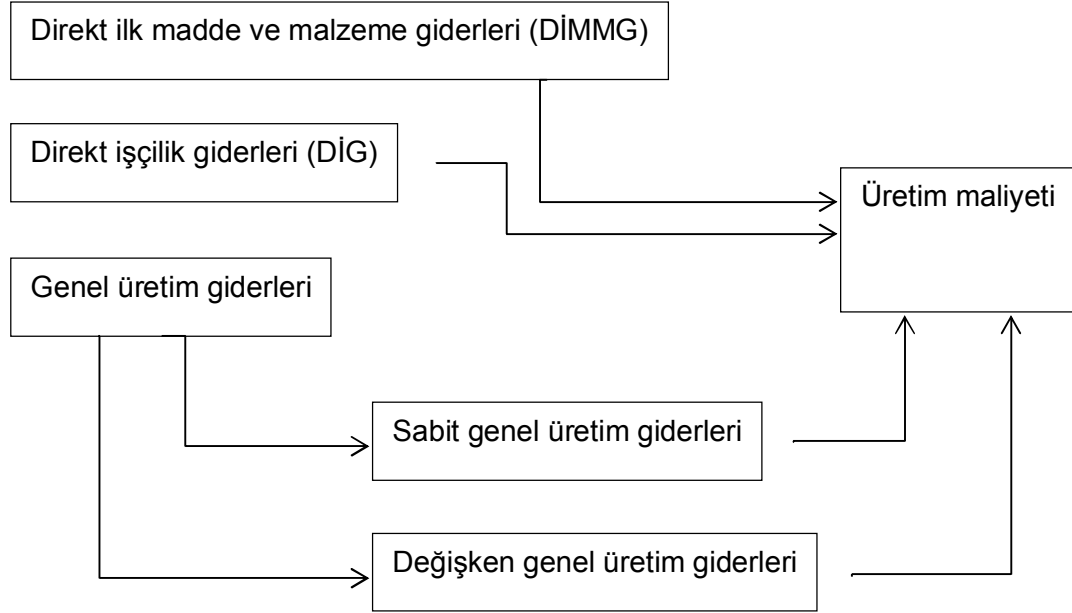 Direkt ilk madde ve malzeme giderleri (DİMMG)
Direkt işçilik giderleri (DİG)
Üretim maliyeti
Genel üretim giderleri
Sabit genel üretim giderleri
Değişken genel üretim giderleri